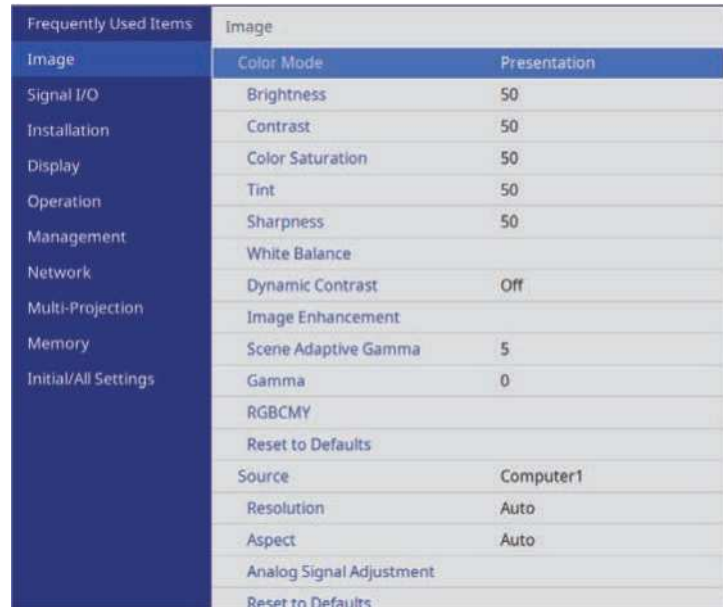 Frequently Used Items
Image
Signal I/O
Installation
Display
Operation
Management
Network
Multi-Projection
Memory
Initial/All Settings
Image
Color Mode Presentation
Brightness 50
Contrast 50
Color Saturation 50
Tint 50
Sharpness 50
White Balance
Dynamic Contrast Off
Image Enhancement
Scene Adaptive Gamma 5
Gamma 0
RGBCMY
Reset to Defaults
Source Computer1
Resolution Auto
Aspect Auto
Analog Signal Adjustment
Reset to Defaults